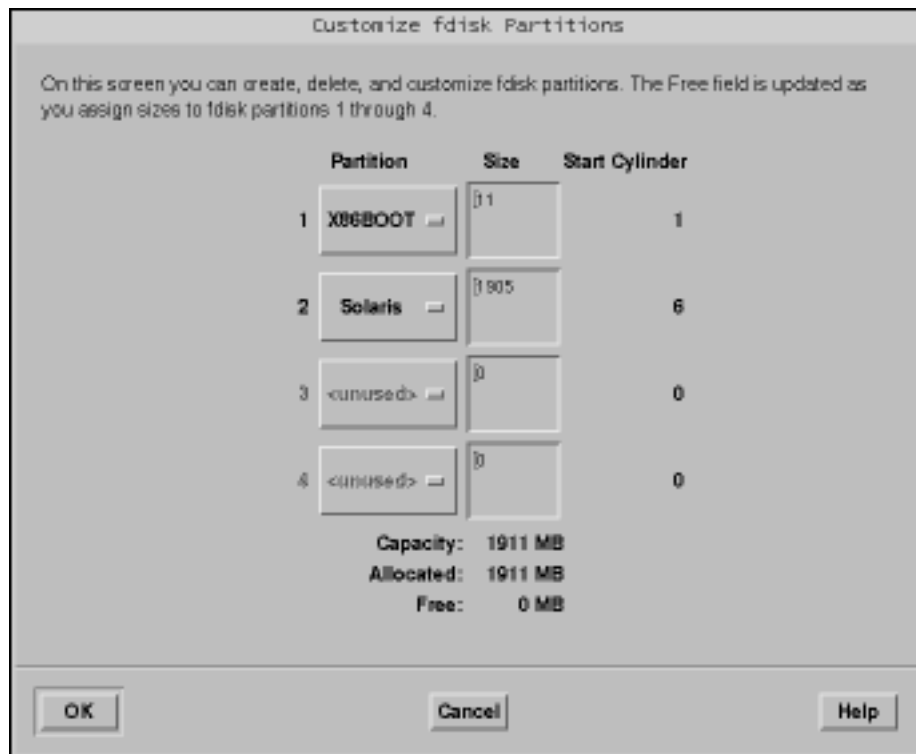 Customize fdisk Partitions
On this screen you can create, delete, and customize fdisk partitions. The Free field is updated as
you assign sizes to fdisk partitions 1 through 4.
Partition Size Start Cylinder
1 X86BOOT 11 1
2 Solaris 1905 6
3 <unused> 0 0
4 <unused> 0 0
Capacity: 1911 MB
Allocated: 1911 MB
Free: 0 MB
OK Cancel Help